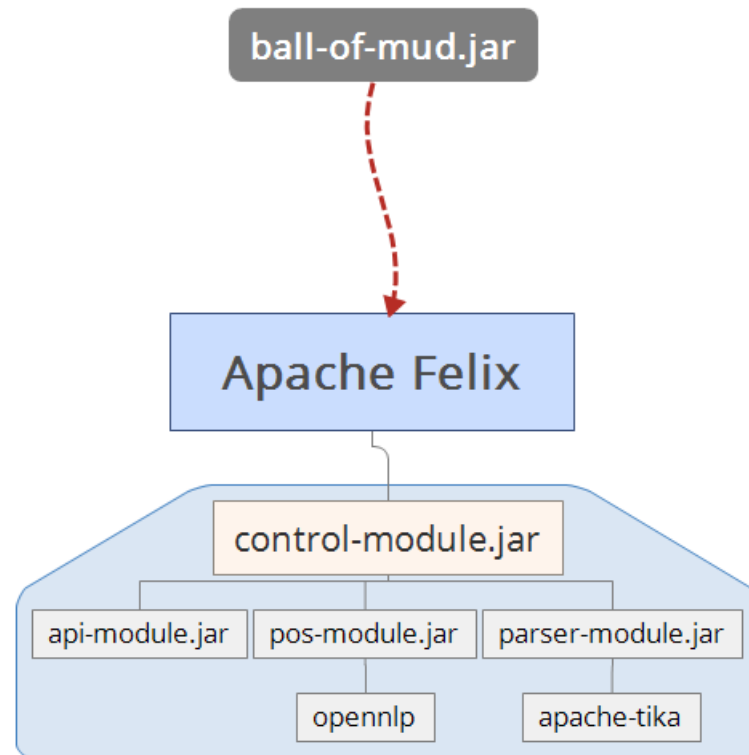 ball-of-mud.jar
Apache Felix
control-module.jar
api-module.jar
pos-module.jar
parser-module.jar
opennlp
apache-tika